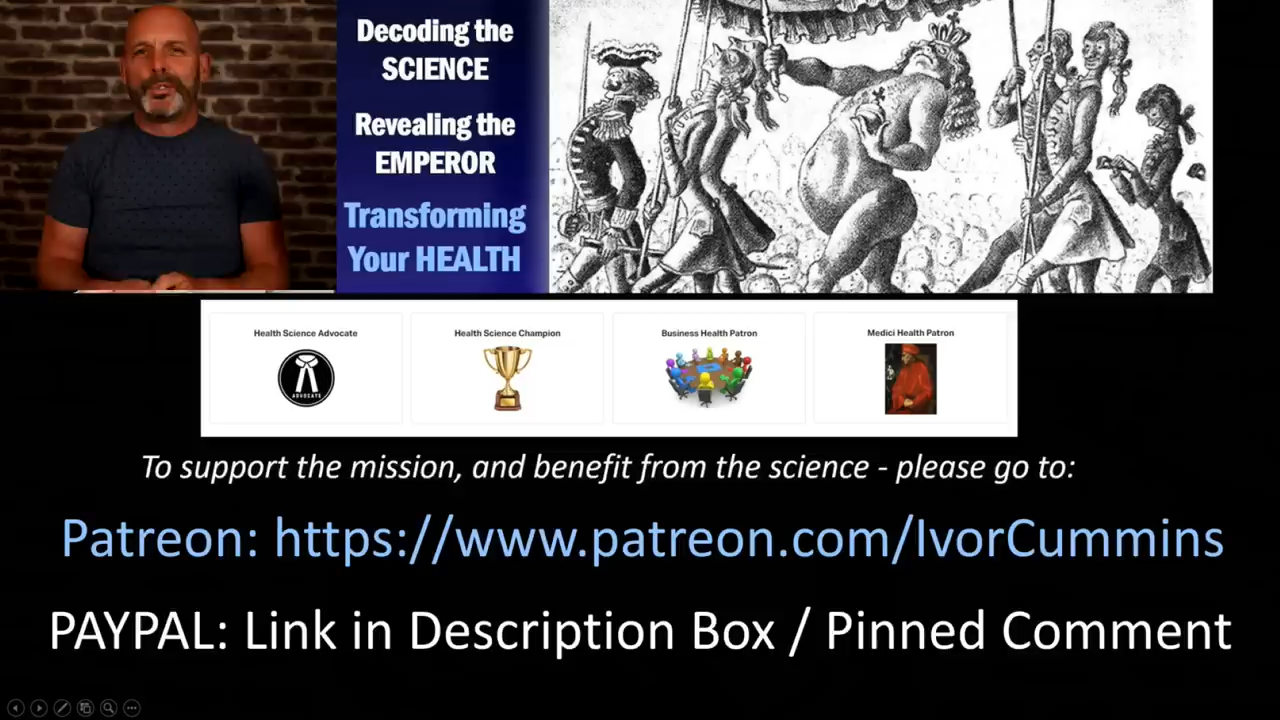 Decoding the
SCIENCE
Revealing the
EMPEROR
Transforming
Your HEALTH
Health Science Advocate
Health Science Champion
Business Health Patron
Medici Health Patron
ADVOCATE
To support the mission, and benefit from the science - please go to:
Patreon: https://www.patreon.com/IvorCummins
PAYPAL: Link in Description Box / Pinned Comment